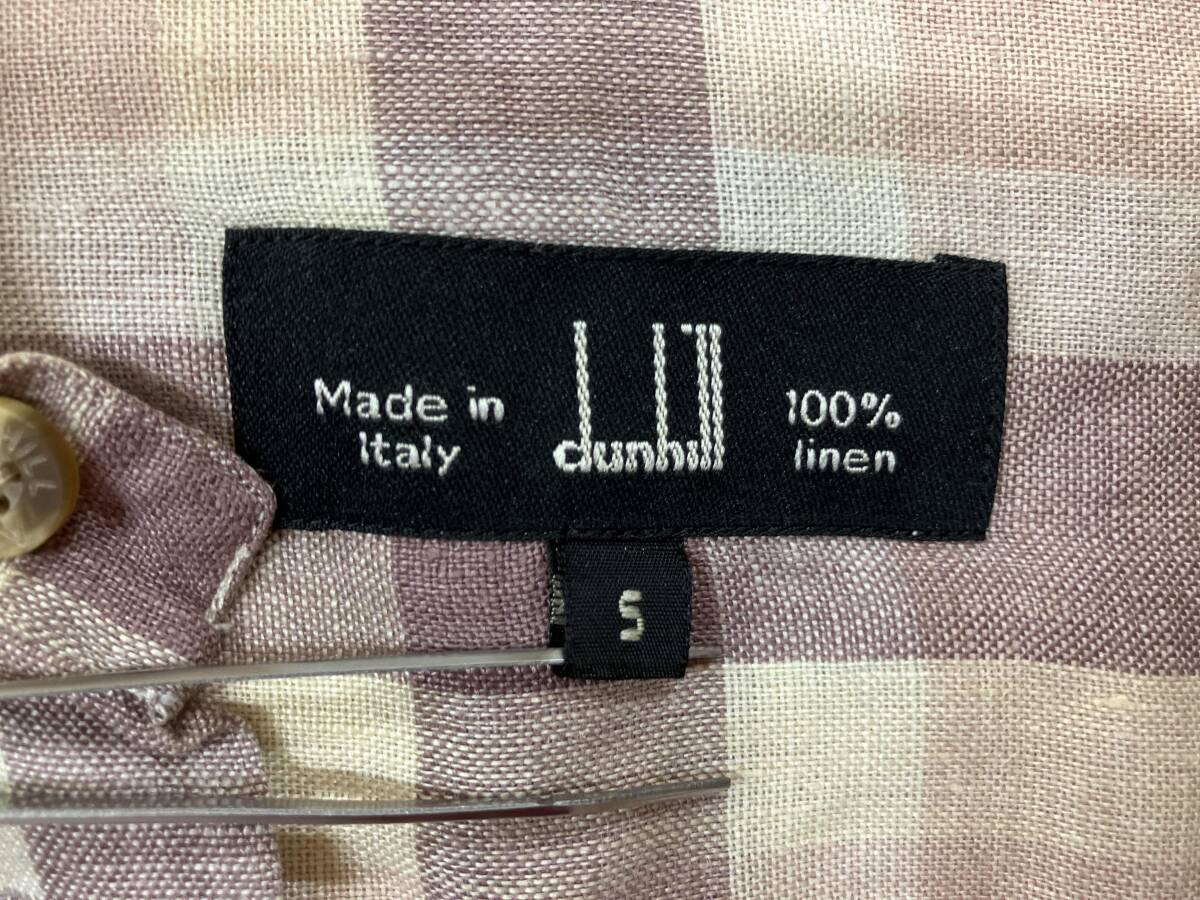 Made in
Italy
dunhill
100%
linen
S